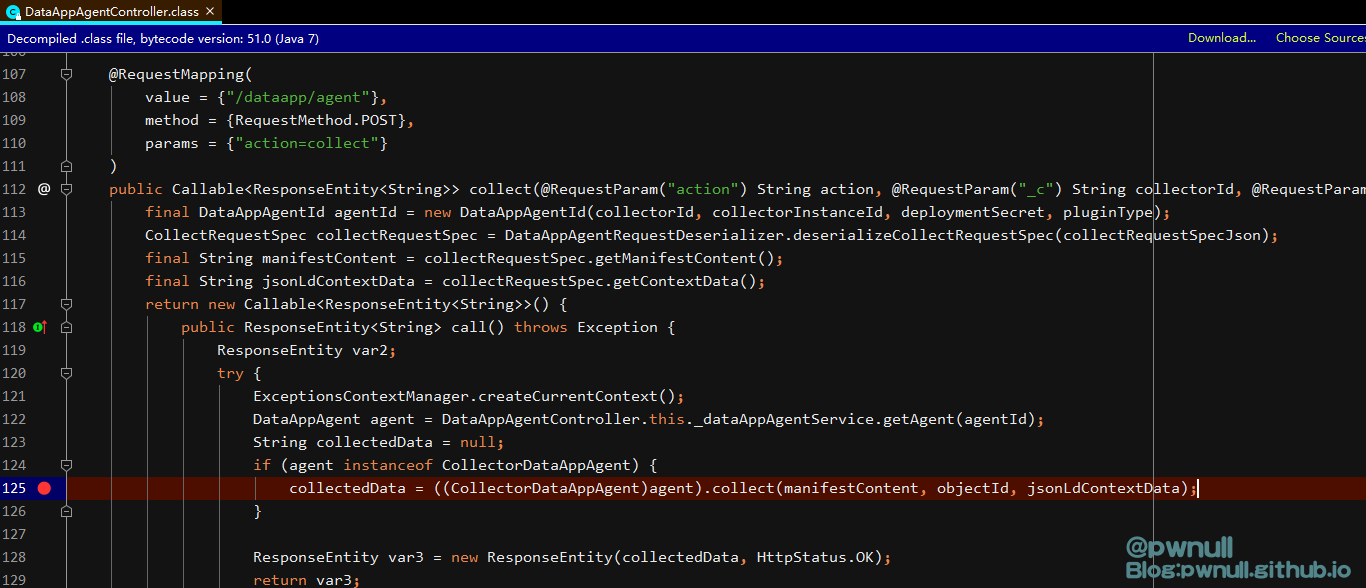 DataAppAgentController.class ×
Decompiled .class file, bytecode version: 51.0 (Java 7) Download... Choose Sources
107 @RequestMapping(
108 value = {"/dataapp/agent"},
109 method = {RequestMethod.POST},
110 params = {"action=collect"}
111 )
112 @ public Callable<ResponseEntity<String>> collect(@RequestParam("action") String action, @RequestParam("_c") String collectorId, @RequestParam
113 final DataAppAgentId agentId = new DataAppAgentId(collectorId, collectorInstanceId, deploymentSecret, pluginType);
114 CollectRequestSpec collectRequestSpec = DataAppAgentRequestDeserializer.deserializeCollectRequestSpec(collectRequestSpecJson);
115 final String manifestContent = collectRequestSpec.getManifestContent();
116 final String jsonLdContextData = collectRequestSpec.getContextData();
117 return new Callable<ResponseEntity<String>>() {
118 public ResponseEntity<String> call() throws Exception {
119 ResponseEntity var2;
120 try {
121 ExceptionsContextManager.createCurrentContext();
122 DataAppAgent agent = DataAppAgentController.this._dataAppAgentService.getAgent(agentId);
123 String collectedData = null;
124 if (agent instanceof CollectorDataAppAgent) {
125 collectedData = ((CollectorDataAppAgent)agent).collect(manifestContent, objectId, jsonLdContextData);
126 }
127
128 ResponseEntity var3 = new ResponseEntity(collectedData, HttpStatus.OK);
129 return var3;
@pwnull
Blog:pwnull.github.io